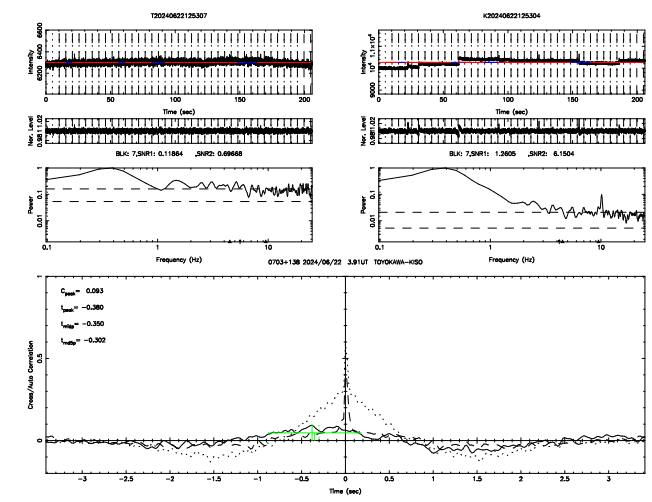 T20240622125307
K20240622125304
Intensity
6200 6400 6600
0 50 100 150 200
Time (sec)
Intensity
9000 10⁴ 1.1×10⁴
0 50 100 150 200
Time (sec)
Nor. Level
0.98 1 1.02
Nor. Level
0.98 1 1.02
BLK: 7,SNR1: 0.11864 ,SNR2: 0.69668
BLK: 7,SNR1: 1.2605 ,SNR2: 6.1504
Power
0.01 0.1 1
0.1 1 10
Frequency (Hz)
Power
0.01 0.1 1
0.1 1 10
Frequency (Hz)
0703+138 2024/06/22 3.91UT TOYOKAWA-KISO
Cross/Auto Correlation
0 0.5 1
Cpeak= 0.093
tpeak= -0.380
tmidp= -0.350
-0.302
-3 -2.5 -2 -1.5 -1 -0.5 0 0.5 1 1.5 2 2.5 3
Time (sec)